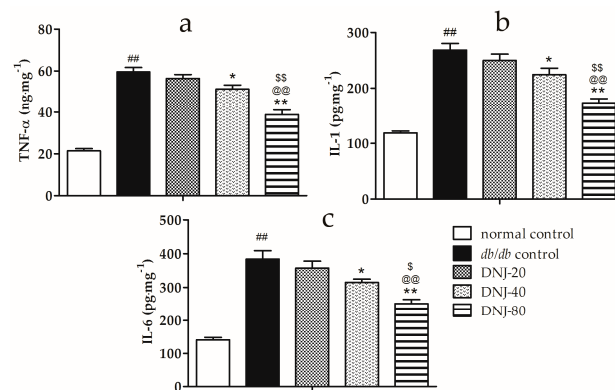 a
TNF-α (ng·mg⁻¹)
80
60
40
20
0
##
*
$$
@@
**
b
IL-1 (pgmg⁻¹)
300
200
100
0
##
*
$$
@@
**
c
IL-6 (pg·mg⁻¹)
500
400
300
200
100
0
##
*
$
@@
**
normal control
db/db control
DNJ-20
DNJ-40
DNJ-80